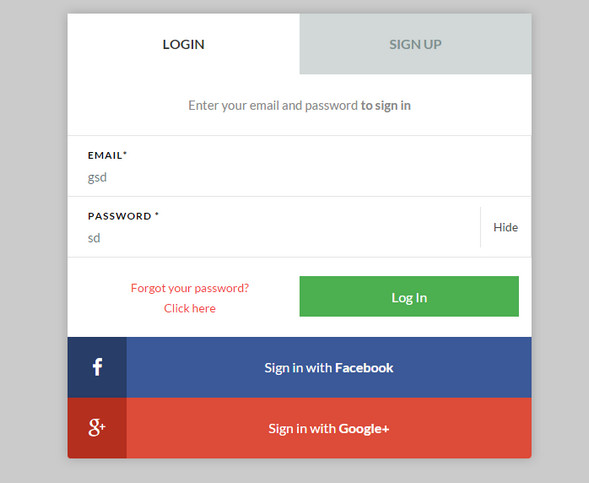 LOGIN
SIGN UP
Enter your email and password to sign in
EMAIL*
gsd
PASSWORD *
sd
Hide
Forgot your password?
Click here
Log In
f
Sign in with Facebook
g+
Sign in with Google+